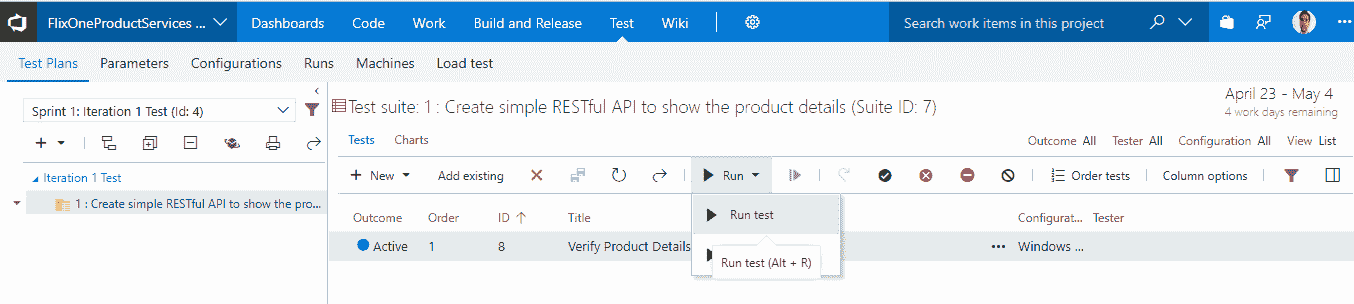 FlixOneProductServices ... Dashboards Code Work Build and Release Test Wiki Search work items in this project
Test Plans Parameters Configurations Runs Machines Load test
Sprint 1: Iteration 1 Test (Id: 4)
Iteration 1 Test
1 : Create simple RESTful API to show the pro...
Test suite: 1 : Create simple RESTful API to show the product details (Suite ID: 7)
April 23 - May 4
4 work days remaining
Tests Charts
Outcome All Tester All Configuration All View List
New Add existing Run Order tests Column options
Run test
Run test (Alt + R)
Outcome Order ID Title Configurat... Tester
Active 1 8 Verify Product Details Windows ...